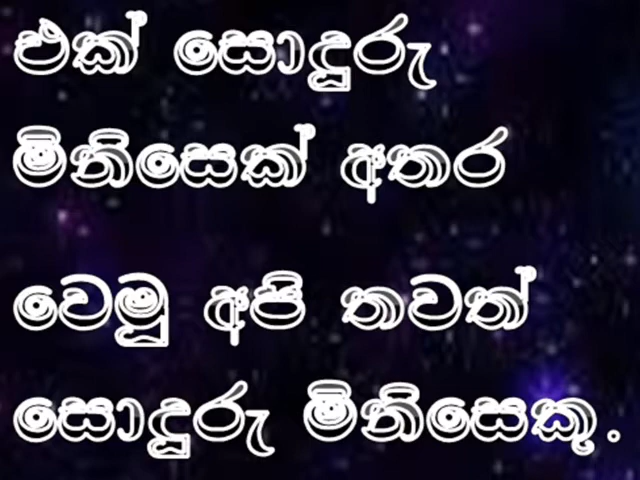 එක් සොදුරු
මිනිසෙක් අතර
වෙමු අපි තවත්
සොදුරු මිනිසෙකු.